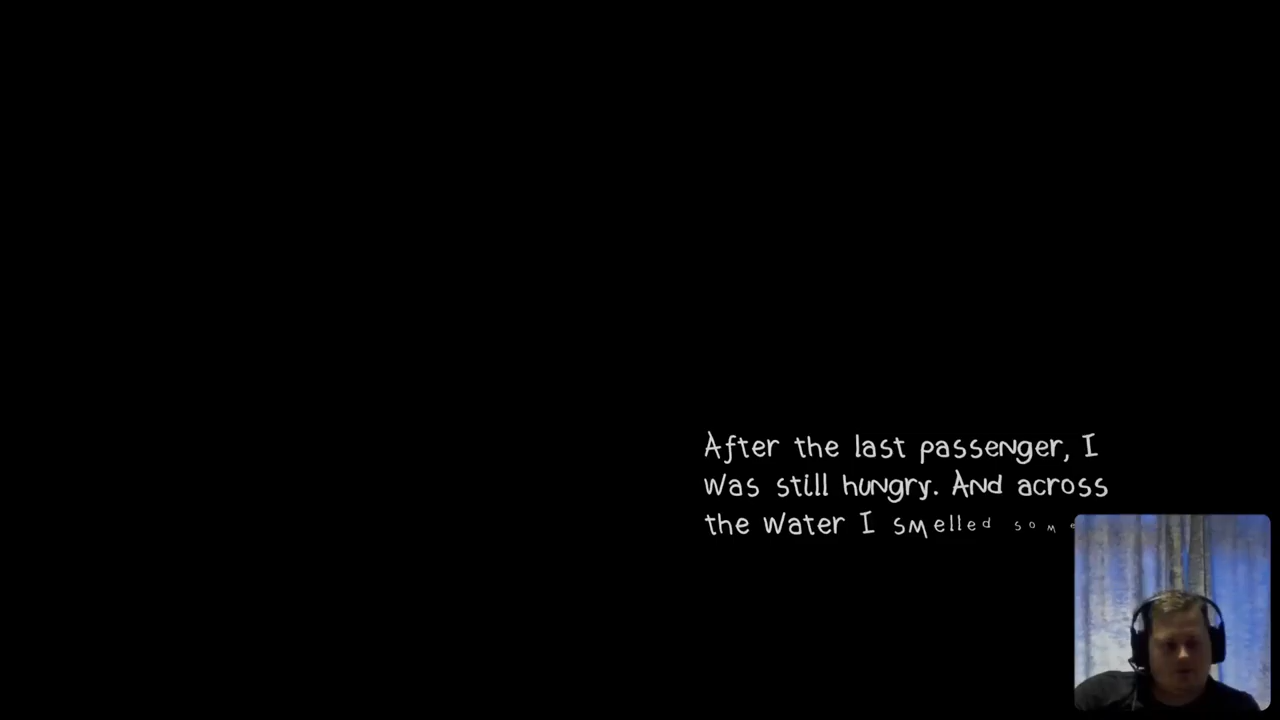 After the last passenger, I
was still hungry. And across
the water I smelled